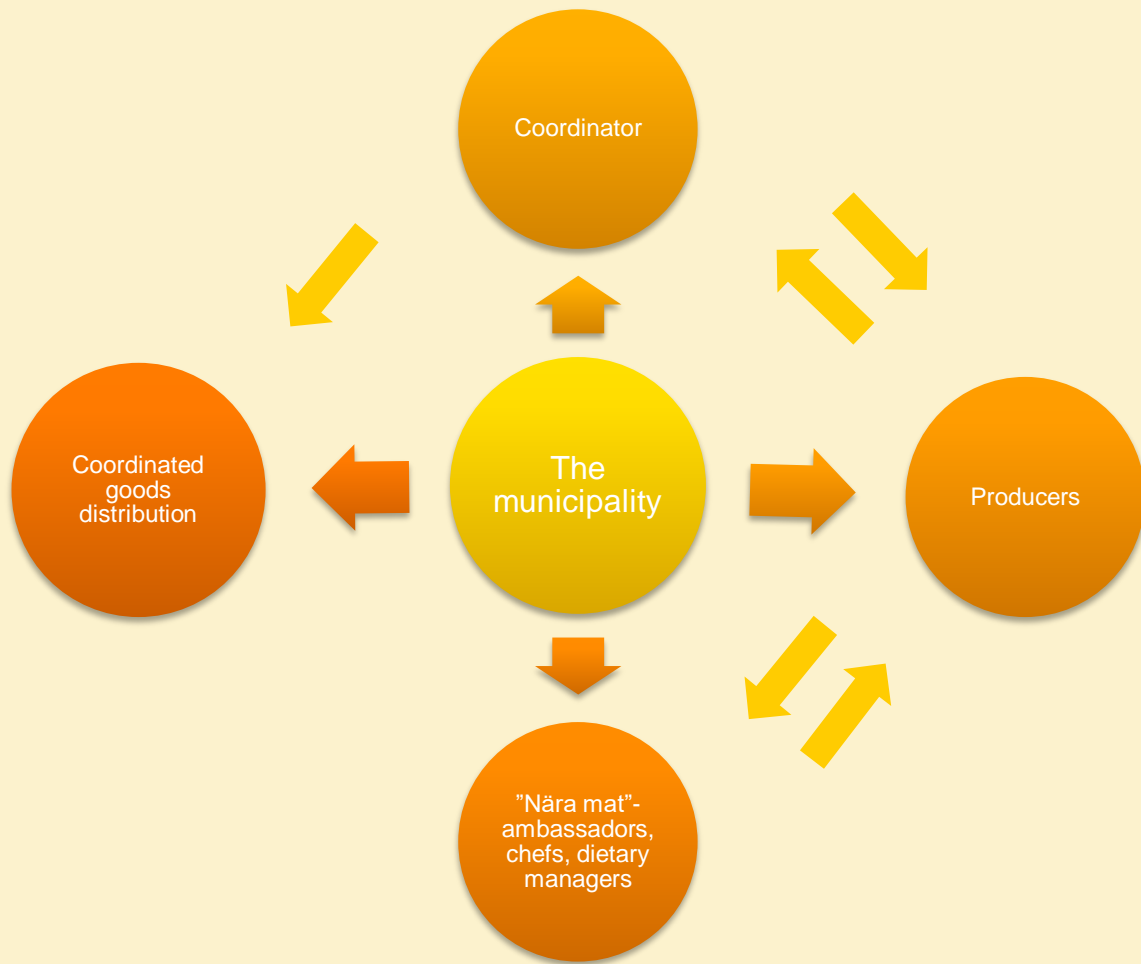 Coordinator
Coordinated
goods
distribution
The
municipality
Producers
”Nära mat”-
ambassadors,
chefs, dietary
managers